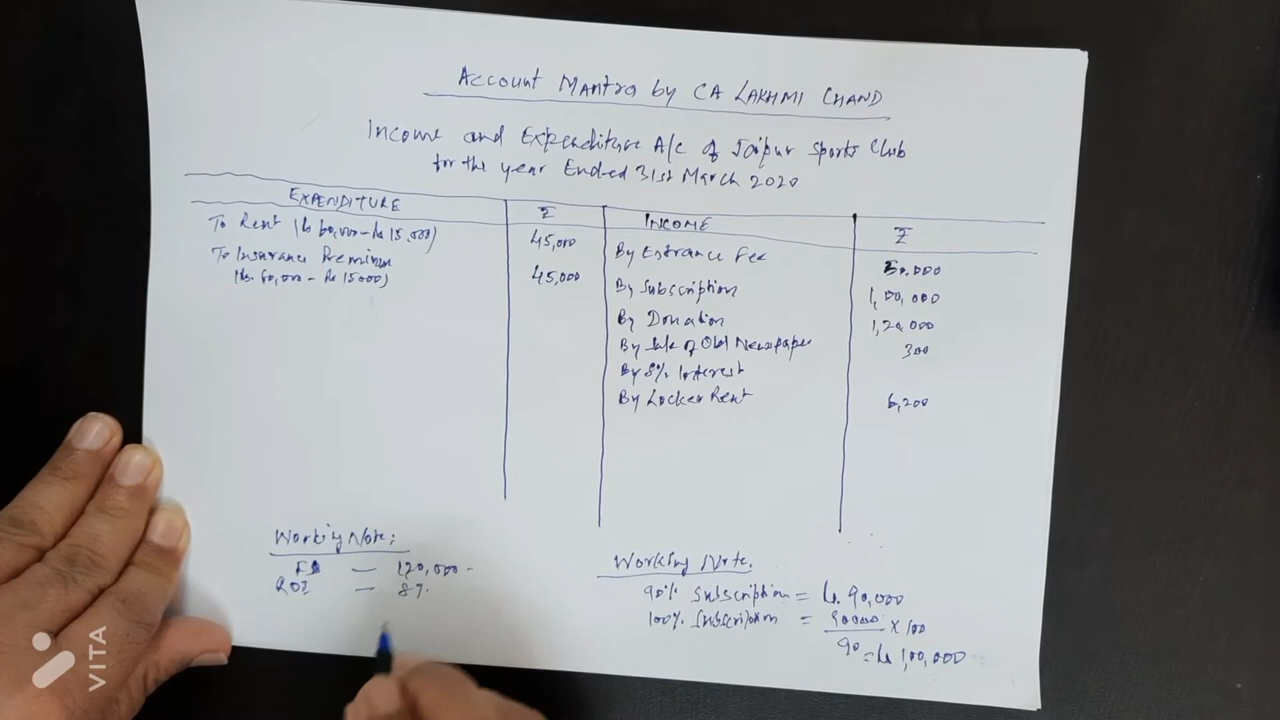 Account Mantra by CA LAKHMI CHAND
Income and Expenditure A/c of Jaipur Sports Club
for the year Ended 31st March 2020
EXPENDITURE ₹ INCOME ₹
To Rent (Rs 60,000 - Rs 15,000) 45,000
To Insurance Premium
(Rs. 60,000 - Rs 15000) 45,000
By Entrance Fee 50.000
By Subscription 1,00,000
By Donation 1,20,000
By Sale of Old Newspaper 300
By 8% Interest
By Locker Rent 6,200
Working Note:
FD — 120,000
ROI — 8%
Working Note.
90% Subscription = Rs. 90,000
100% Subscription = 90000 × 100
90
= Rs 1,00,000
VITA